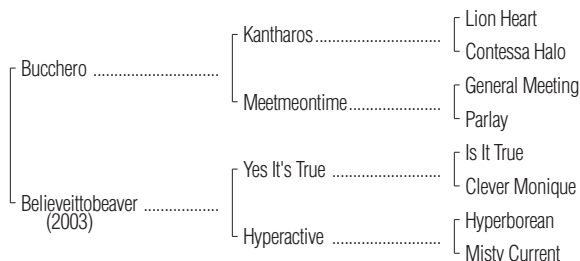 Lion Heart
Kantharos
Contessa Halo
Bucchero
General Meeting
Meetmeontime
Parlay
Is It True
Yes It's True
Clever Monique
Believeittobeaver
(2003)
Hyperborean
Hyperactive
Misty Current